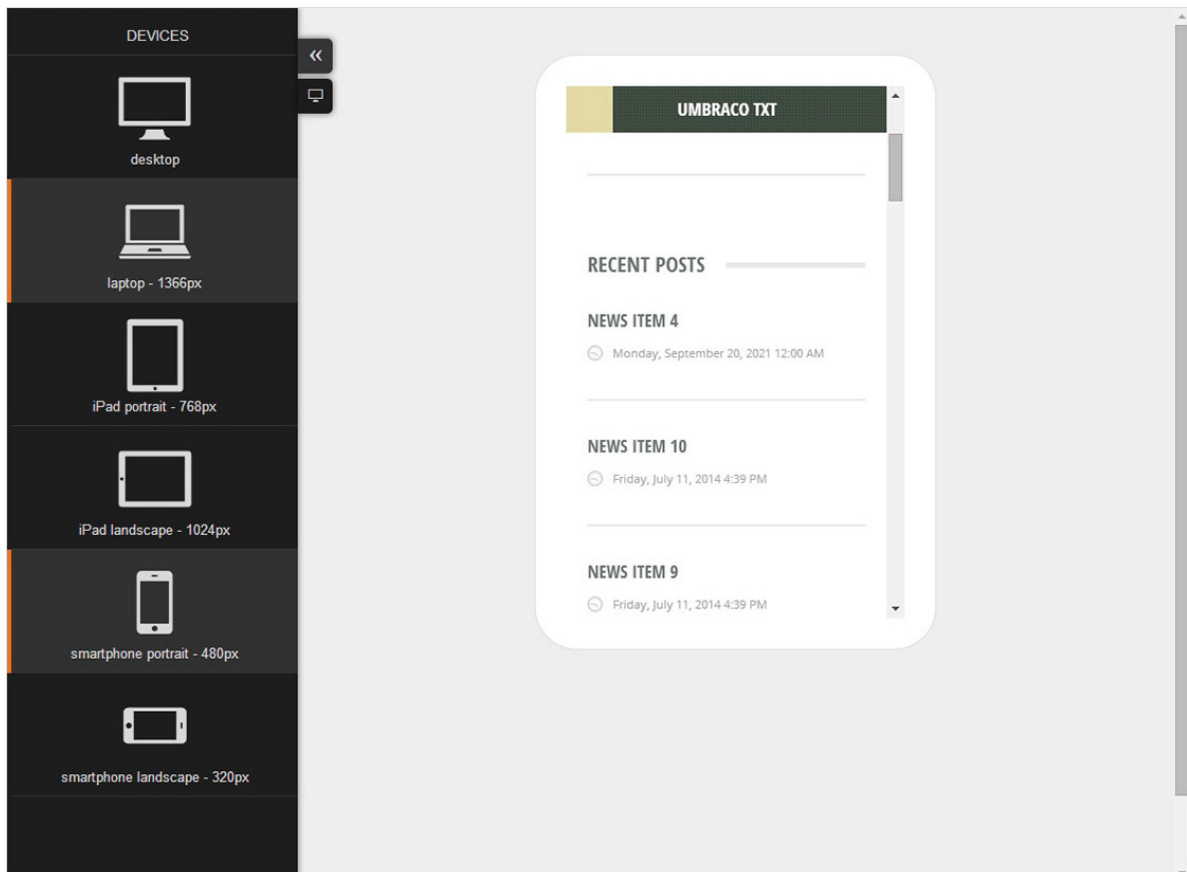 DEVICES
desktop
laptop - 1366px
iPad portrait - 768px
iPad landscape - 1024px
smartphone portrait - 480px
smartphone landscape - 320px
UMBRACO TXT
RECENT POSTS
NEWS ITEM 4
Monday, September 20, 2021 12:00 AM
NEWS ITEM 10
Friday, July 11, 2014 4:39 PM
NEWS ITEM 9
Friday, July 11, 2014 4:39 PM